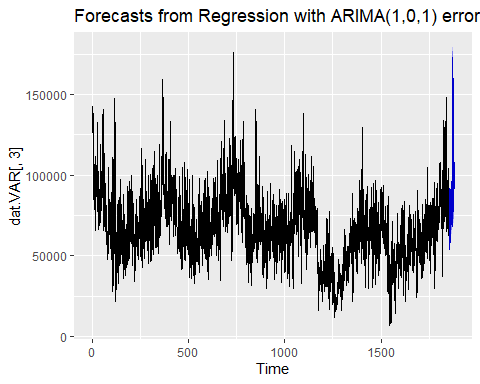 Forecasts from Regression with ARIMA(1,0,1) error
150000
100000
50000
0
dat.VAR[, 3]
0
500
1000
1500
Time